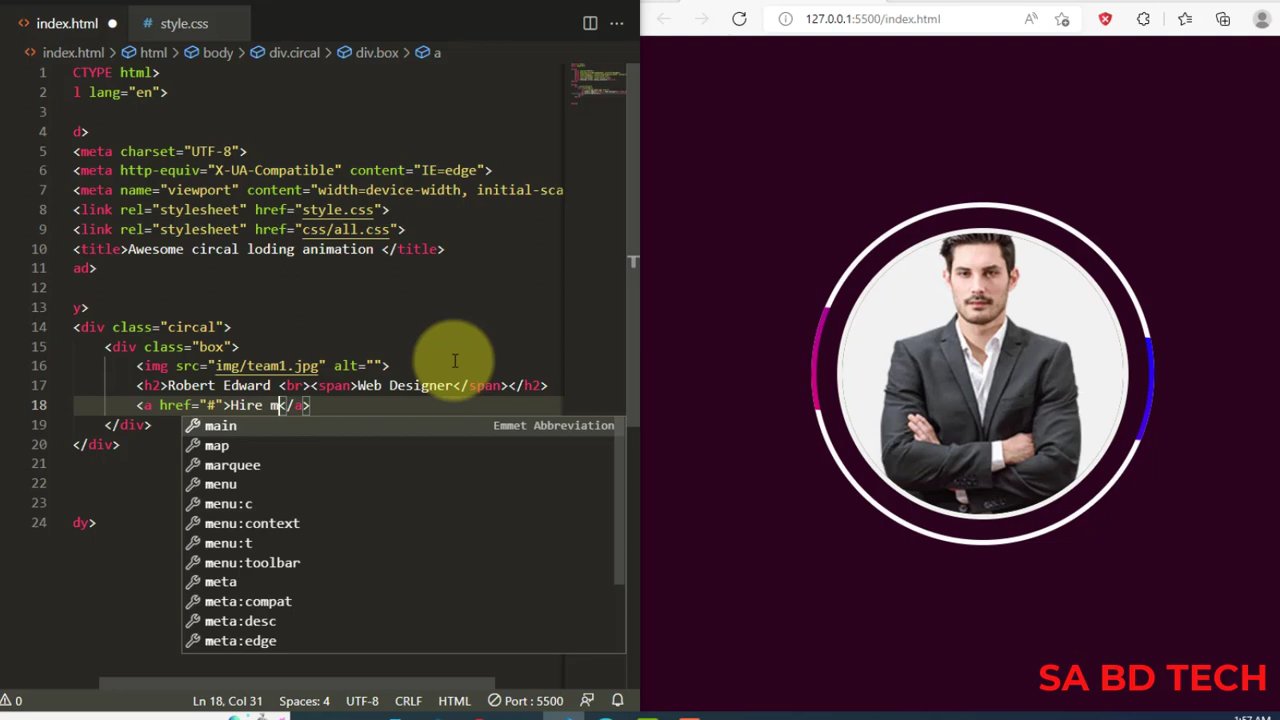 index.html
style.css
index.html > html > body > div.circal > div.box > a
1 CTYPE html>
2 l lang="en">
3
4 d>
5 <meta charset="UTF-8">
6 <meta http-equiv="X-UA-Compatible" content="IE=edge">
7 <meta name="viewport" content="width=device-width, initial-sca
8 <link rel="stylesheet" href="style.css">
9 <link rel="stylesheet" href="css/all.css">
10 <title>Awesome circal loding animation </title>
11 ad>
12
13 y>
14 <div class="circal">
15 <div class="box">
16 <img src="img/team1.jpg" alt="">
17 <h2>Robert Edward <br><span>Web Designer</span></h2>
18 <a href="#">Hire m</a>
19 </div>
20 </div>
21
22
23
24 dy>
main Emmet Abbreviation
map
marquee
menu
menu:c
menu:context
menu:t
menu:toolbar
meta
meta:compat
meta:desc
meta:edge
0
Ln 18, Col 31
Spaces: 4
UTF-8
CRLF
HTML
Port : 5500
127.0.0.1:5500/index.html
SA BD TECH